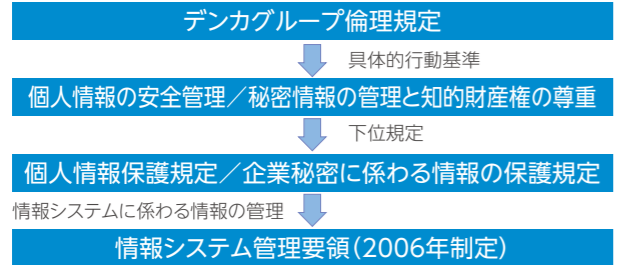 デンカグループ倫理規定
具体的行動基準
個人情報の安全管理／秘密情報の管理と知的財産権の尊重
下位規定
個人情報保護規定／企業秘密に係わる情報の保護規定
情報システムに係わる情報の管理
情報システム管理要領（2006年制定）